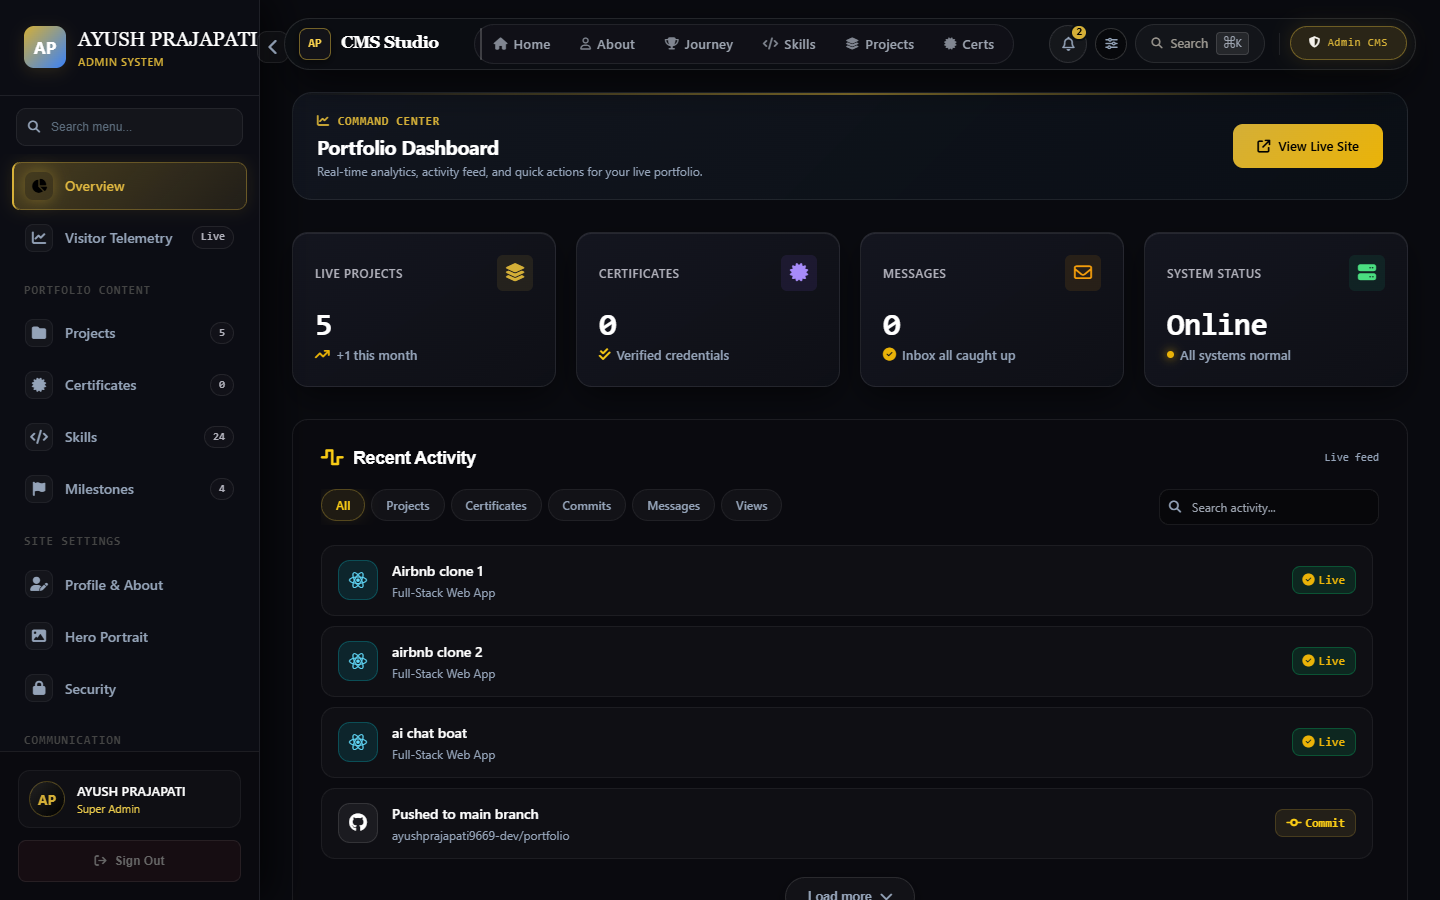 AP
AYUSH PRAJAPATI
ADMIN SYSTEM
Search menu...
Overview
Visitor Telemetry
Live
PORTFOLIO CONTENT
Projects
5
Certificates
0
Skills
24
Milestones
4
SITE SETTINGS
Profile & About
Hero Portrait
Security
COMMUNICATION
AP
AYUSH PRAJAPATI
Super Admin
Sign Out
AP
CMS Studio
Home
About
Journey
Skills
Projects
Certs
2
Search
⌘K
Admin CMS
COMMAND CENTER
Portfolio Dashboard
Real-time analytics, activity feed, and quick actions for your live portfolio.
View Live Site
LIVE PROJECTS
5
+1 this month
CERTIFICATES
0
Verified credentials
MESSAGES
0
Inbox all caught up
SYSTEM STATUS
Online
All systems normal
Recent Activity
Live feed
All
Projects
Certificates
Commits
Messages
Views
Search activity...
Airbnb clone 1
Full-Stack Web App
Live
airbnb clone 2
Full-Stack Web App
Live
ai chat boat
Full-Stack Web App
Live
Pushed to main branch
ayushprajapati9669-dev/portfolio
Commit
Load more